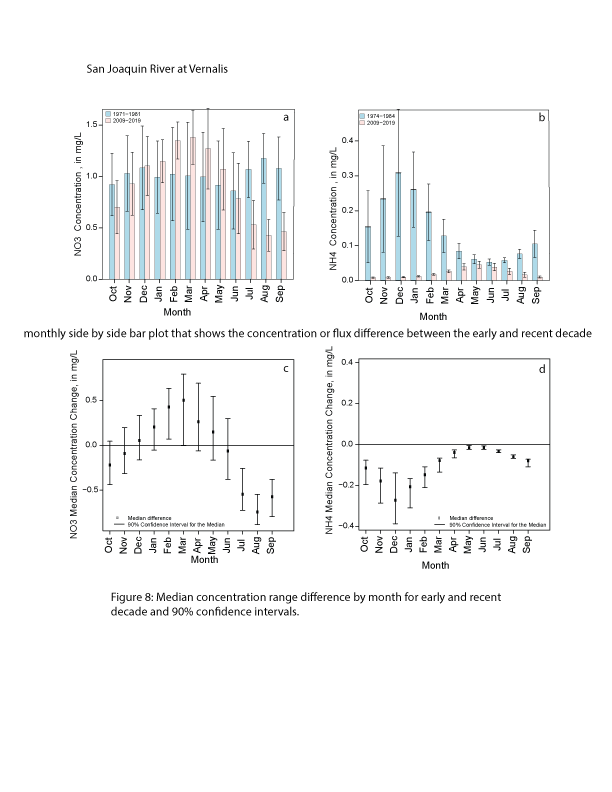 San Joaquin River at Vernalis
1971−1981
2009−2019
a
NO3 Concentration , in mg/L
1.5
1.0
0.5
0.0
Oct
Nov
Dec
Jan
Feb
Mar
Apr
May
Jun
Jul
Aug
Sep
Month
1974−1984
2009−2019
b
NH4 Concentration , in mg/L
0.4
0.3
0.2
0.1
0.0
Oct
Nov
Dec
Jan
Feb
Mar
Apr
May
Jun
Jul
Aug
Sep
Month
monthly side by side bar plot that shows the concentration or flux difference between the early and recent decade
c
NO3 Median Concentration Change, in mg/L
0.5
0.0
−0.5
Median difference
90% Confidence Interval for the Median
Oct
Nov
Dec
Jan
Feb
Mar
Apr
May
Jun
Jul
Aug
Sep
Month
d
NH4 Median Concentration Change, in mg/L
0.4
0.2
0.0
−0.2
−0.4
Median difference
90% Confidence Interval for the Median
Oct
Nov
Dec
Jan
Feb
Mar
Apr
May
Jun
Jul
Aug
Sep
Month
Figure 8: Median concentration range difference by month for early and recent
decade and 90% confidence intervals.